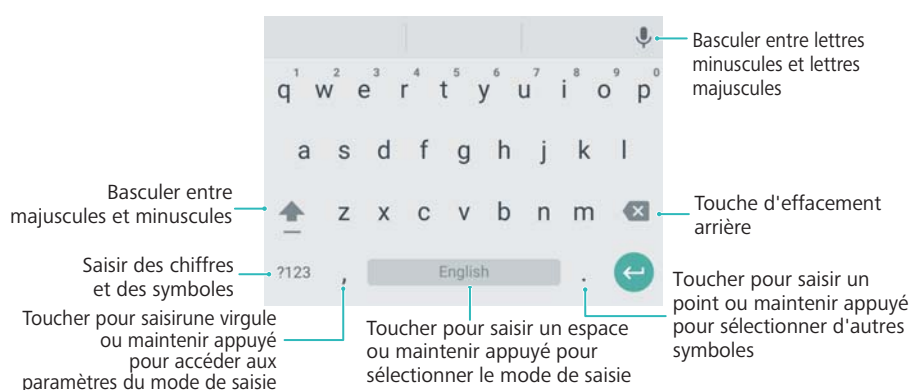 Basculer entre lettres
minuscules et lettres
majuscules
1 2 3 4 5 6 7 8 9 0
q w e r t y u i o p
a s d f g h j k l
Basculer entre
majuscules et minuscules
z x c v b n m
Touche d'effacement
arrière
Saisir des chiffres
et des symboles
?123 , English .
Toucher pour saisirune virgule
ou maintenir appuyé
pour accéder aux
paramètres du mode de saisie
Toucher pour saisir un espace
ou maintenir appuyé pour
sélectionner le mode de saisie
Toucher pour saisir un
point ou maintenir appuyé
pour sélectionner d'autres
symboles